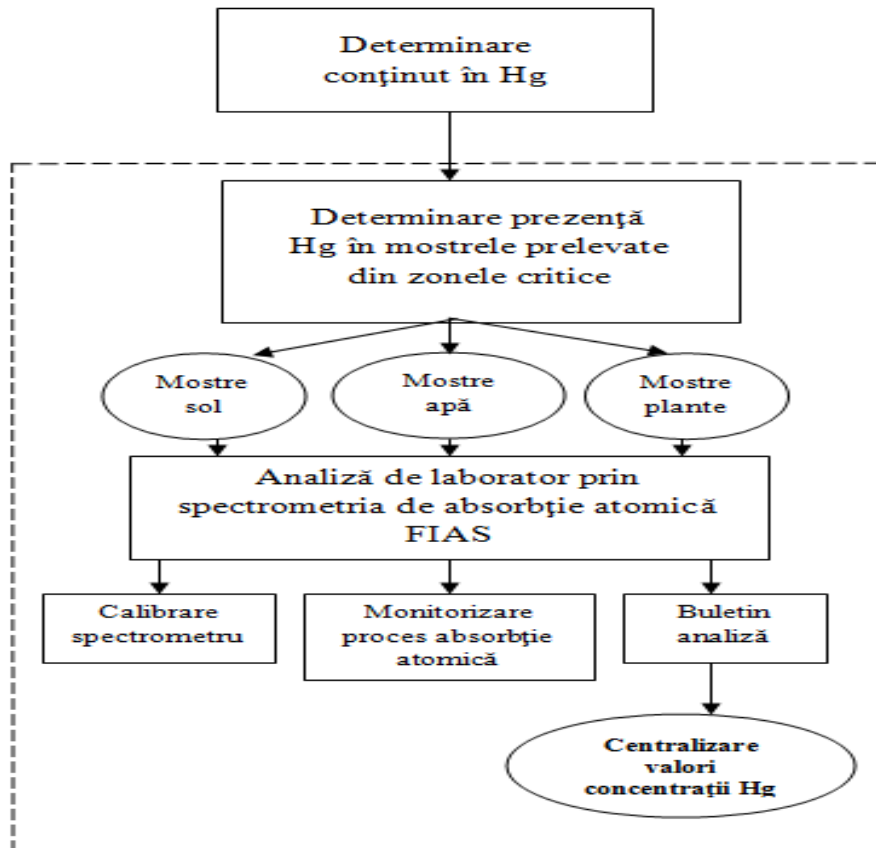 Determinare
conţinut în Hg
Determinare prezenţă
Hg în mostrele prelevate
din zonele critice
Mostre
sol
Mostre
apă
Mostre
plante
Analiză de laborator prin
spectrometria de absorbţie atomică
FIAS
Calibrare
spectrometru
Monitorizare
proces absorbţie
atomică
Buletin
analiză
Centralizare
valori
concentraţii Hg